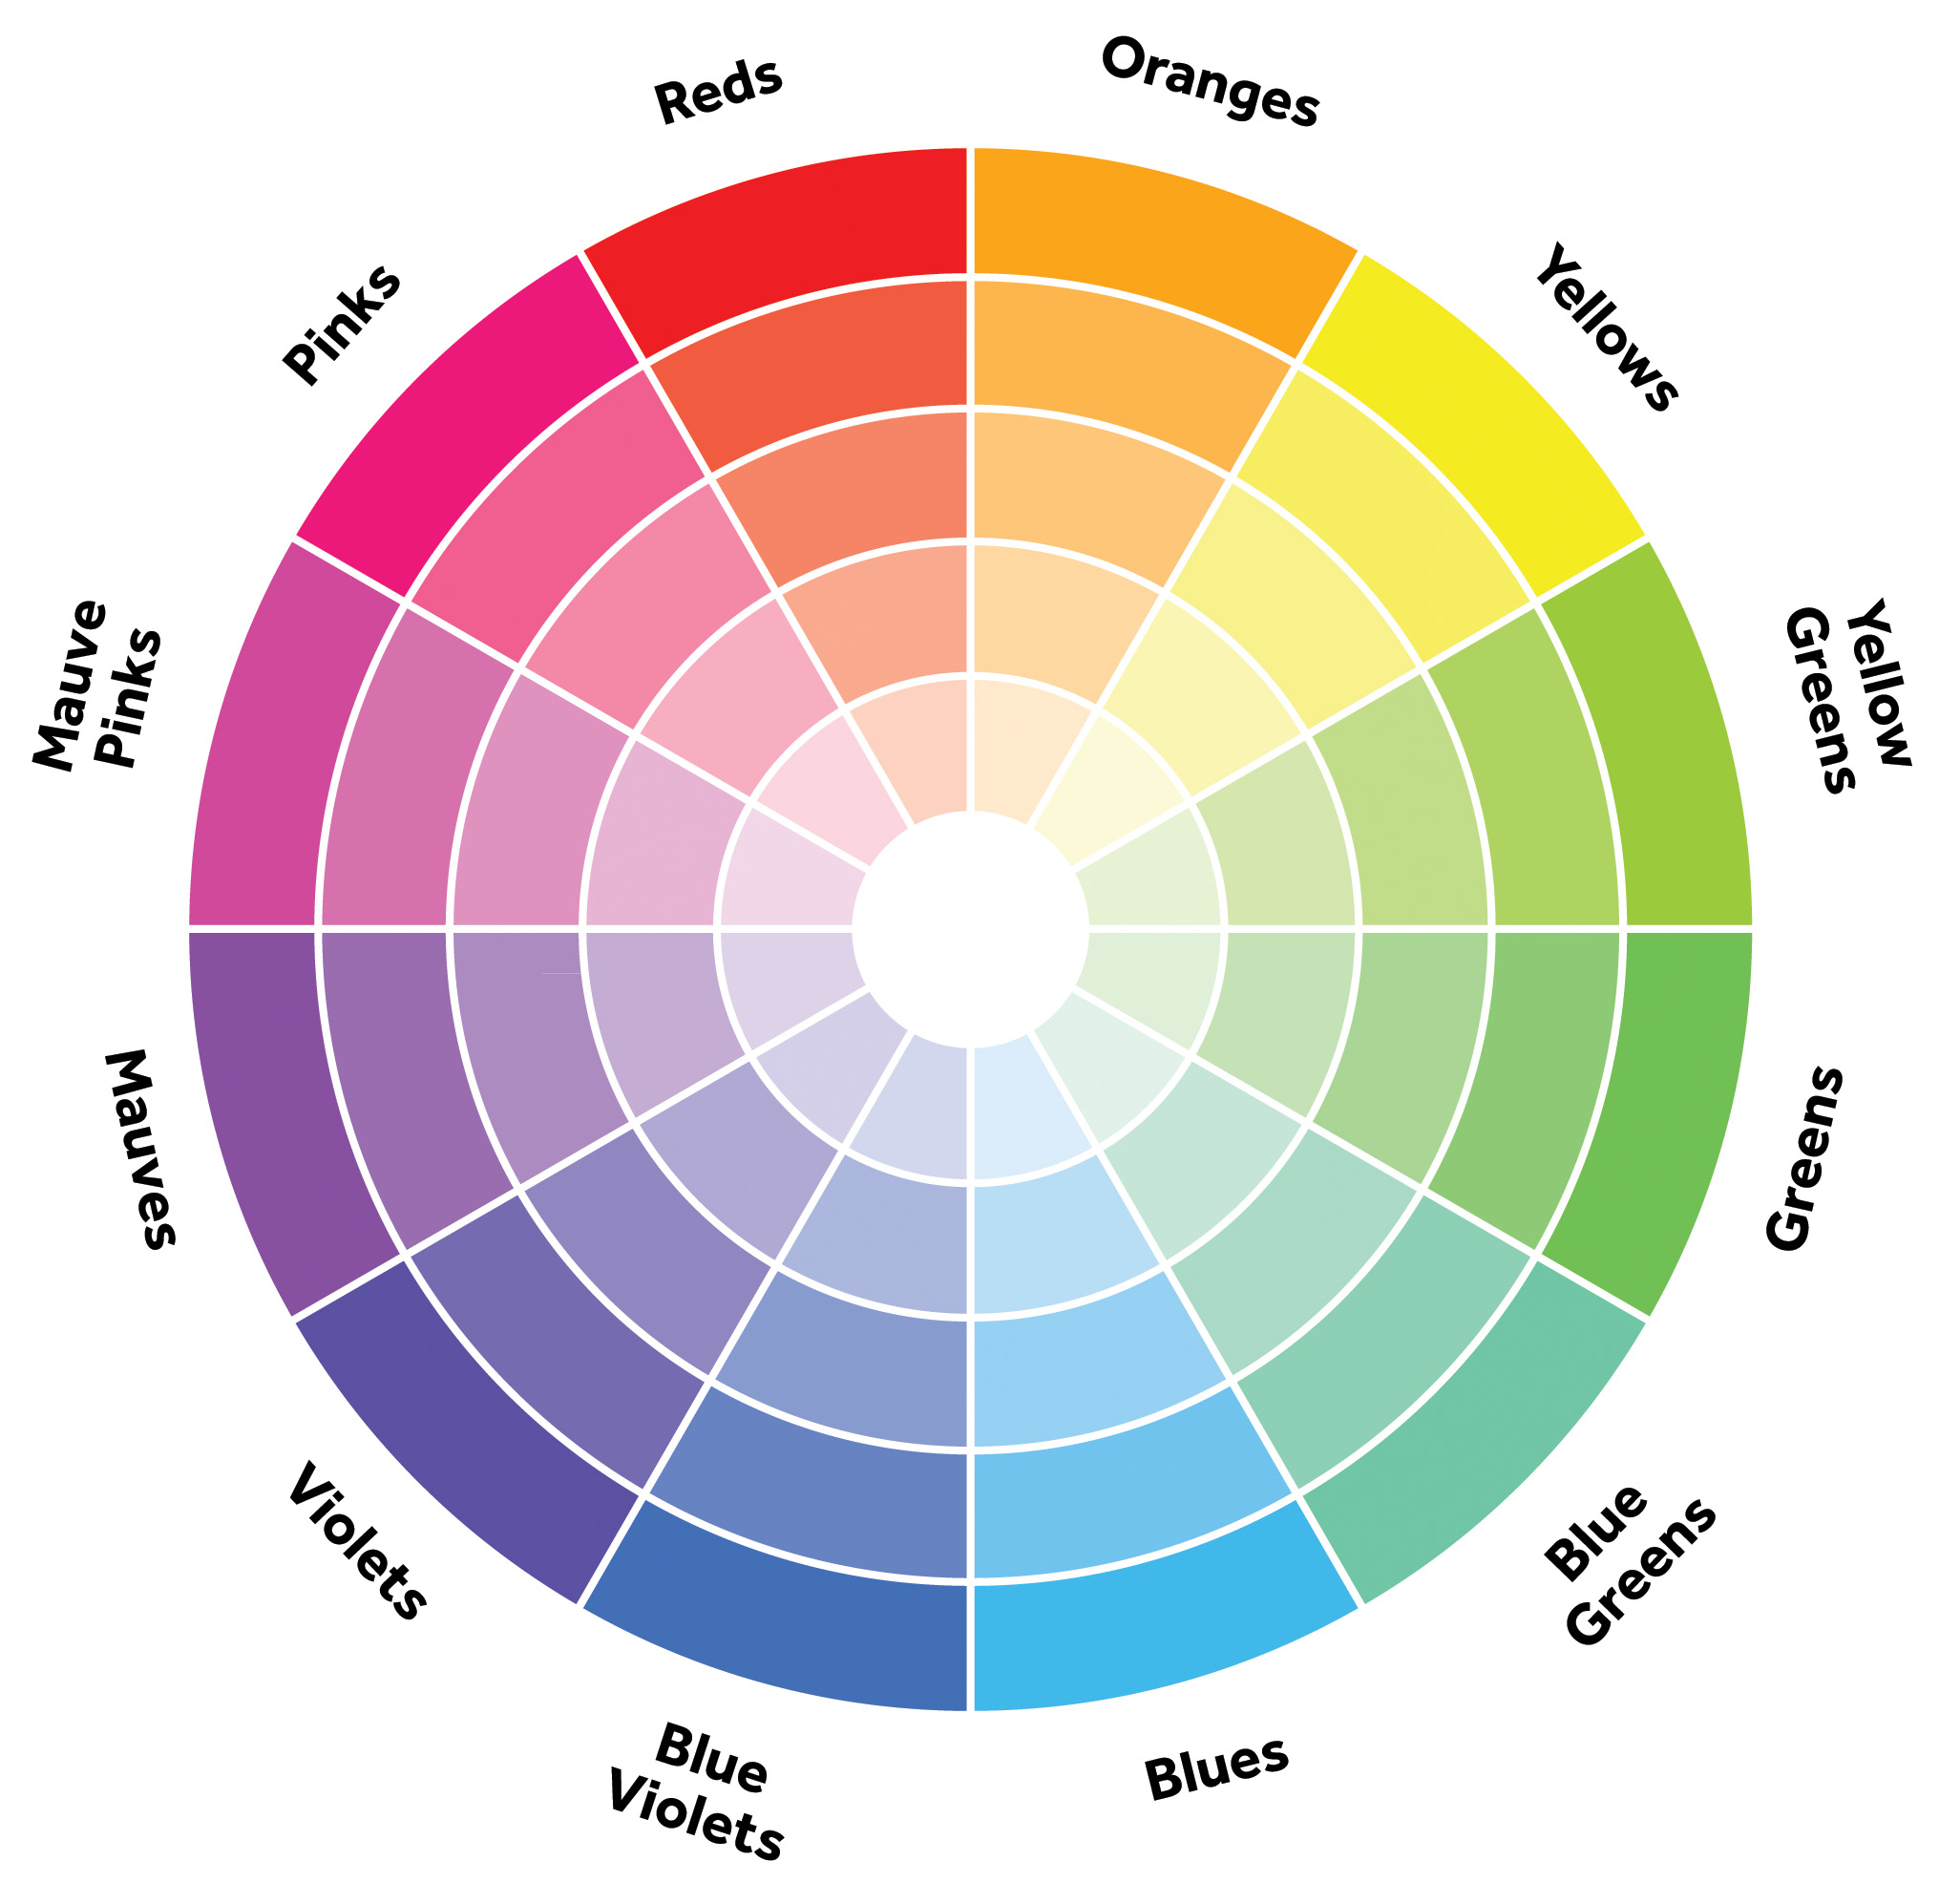 Reds
Oranges
Yellows
Yellow
Greens
Greens
Blue
Greens
Blues
Blue
Violets
Violets
Mauves
Mauve
Pinks
Pinks